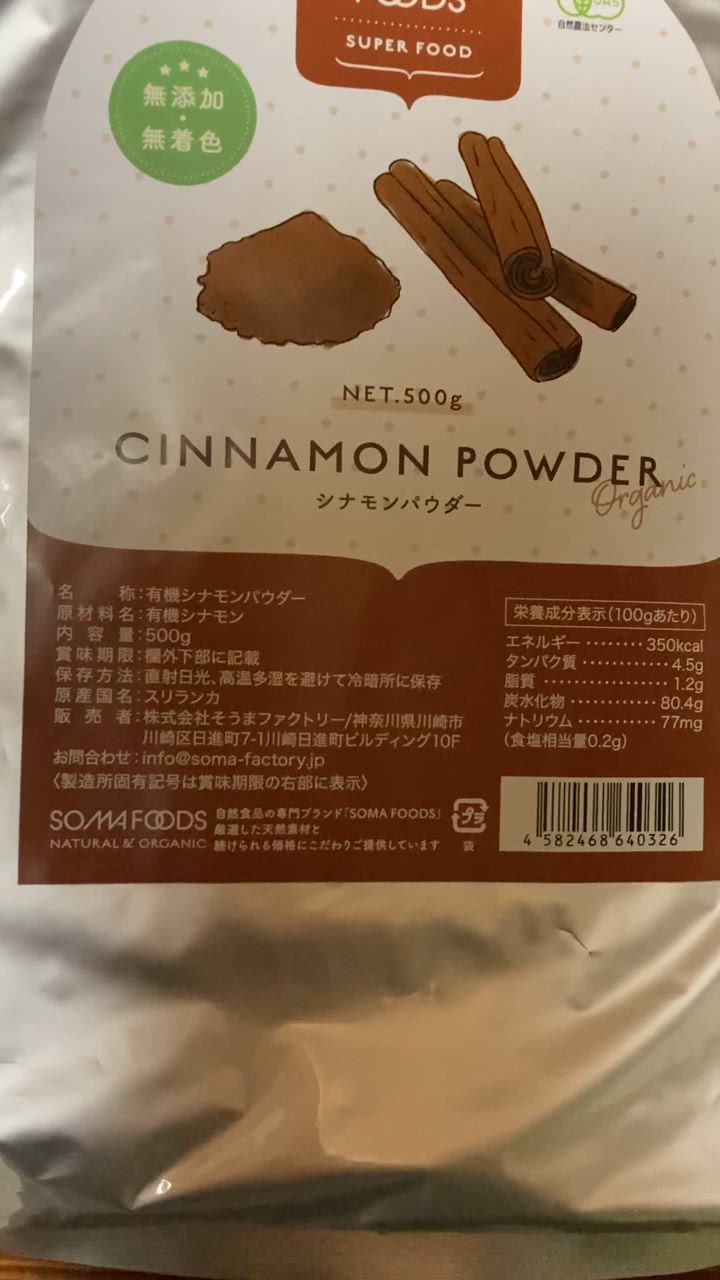 FOODS
SUPER FOOD
自然農法センター
無添加
・
無着色
NET.500g
CINNAMON POWDER
Organic
シナモンパウダー
名　　称：有機シナモンパウダー
原材料名：有機シナモン
内 容 量：500g
賞味期限：欄外下部に記載
保存方法：直射日光、高温多湿を避けて冷暗所に保存
原産国名：スリランカ
販 売 者：株式会社そうまファクトリー/神奈川県川崎市
川崎区日進町7-1川崎日進町ビルディング10F
お問合わせ：info@soma-factory.jp
〈製造所固有記号は賞味期限の右部に表示〉
栄養成分表示（100gあたり）
エネルギー ········ 350kcal
タンパク質 ············ 4.5g
脂質 ···················· 1.2g
炭水化物 ············ 80.4g
ナトリウム ··········· 77mg
（食塩相当量0.2g）
SOMA FOODS
NATURAL & ORGANIC
自然食品の専門ブランド「SOMA FOODS」
厳選した天然素材と
続けられる価格にこだわりご提供しています
プラ
袋
4 582468 640326